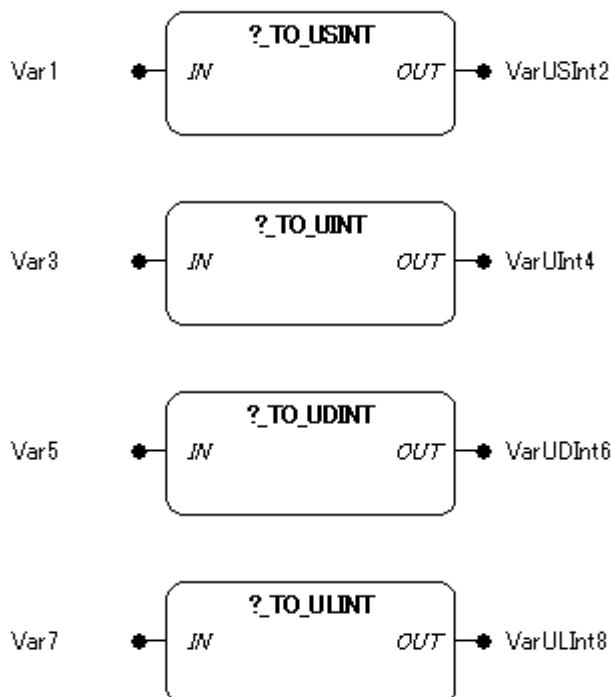 ?_TO_USINT
Var1 IN OUT VarUSInt2
?_TO_UINT
Var3 IN OUT VarUInt4
?_TO_UDINT
Var5 IN OUT VarUDInt6
?_TO_ULINT
Var7 IN OUT VarULInt8